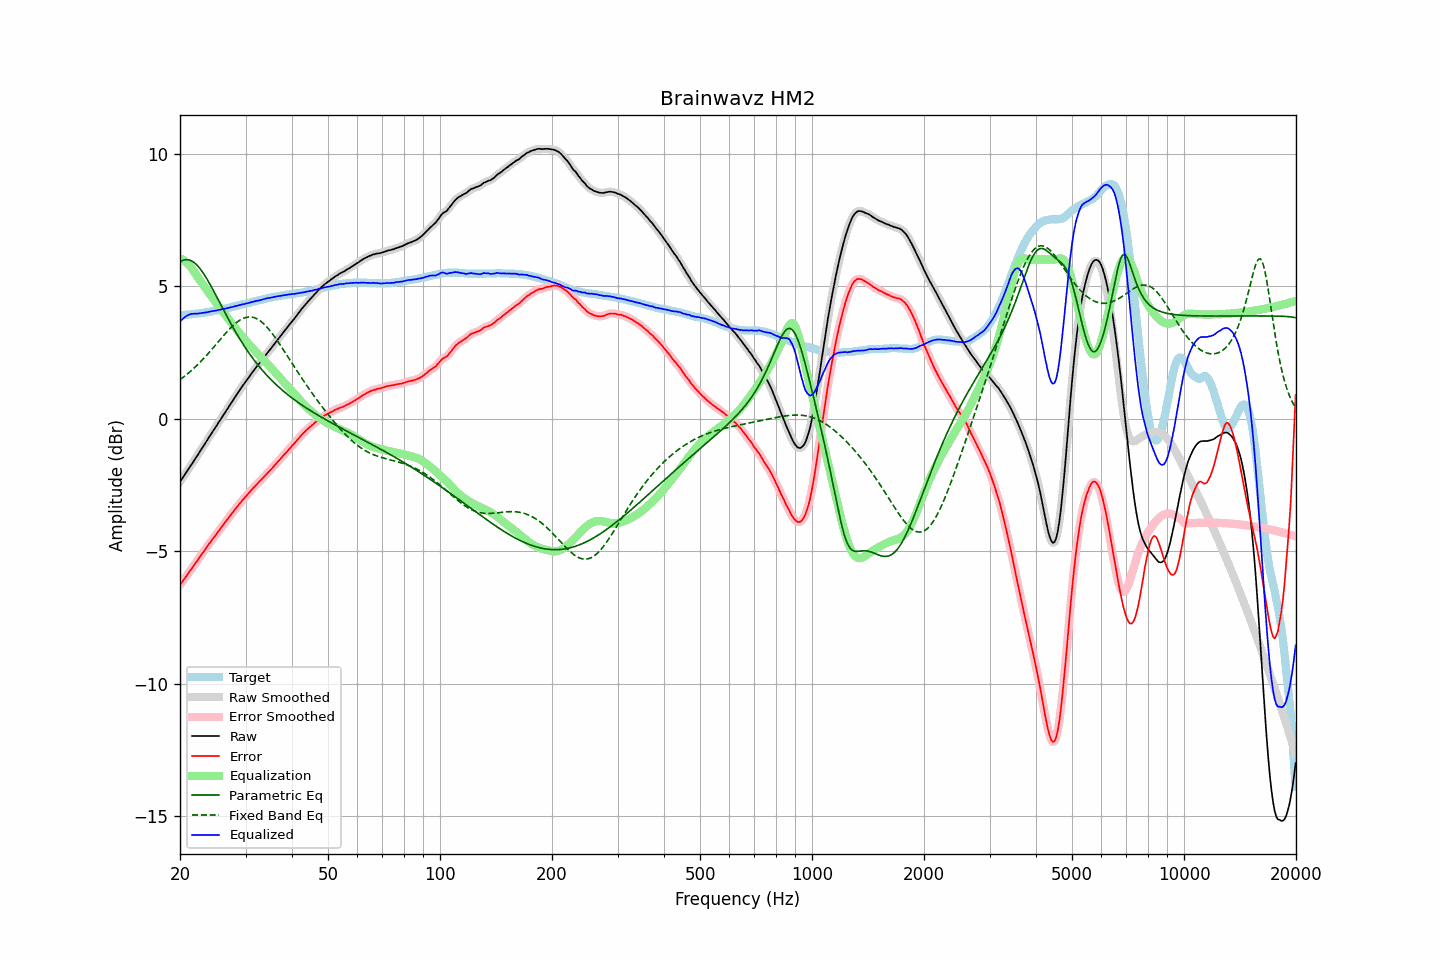 Brainwavz HM2
Amplitude (dBr)
10
5
0
−5
−10
−15
Target
Raw Smoothed
Error Smoothed
Raw
Error
Equalization
Parametric Eq
Fixed Band Eq
Equalized
20 50 100 200 500 1000 2000 5000 10000 20000
Frequency (Hz)